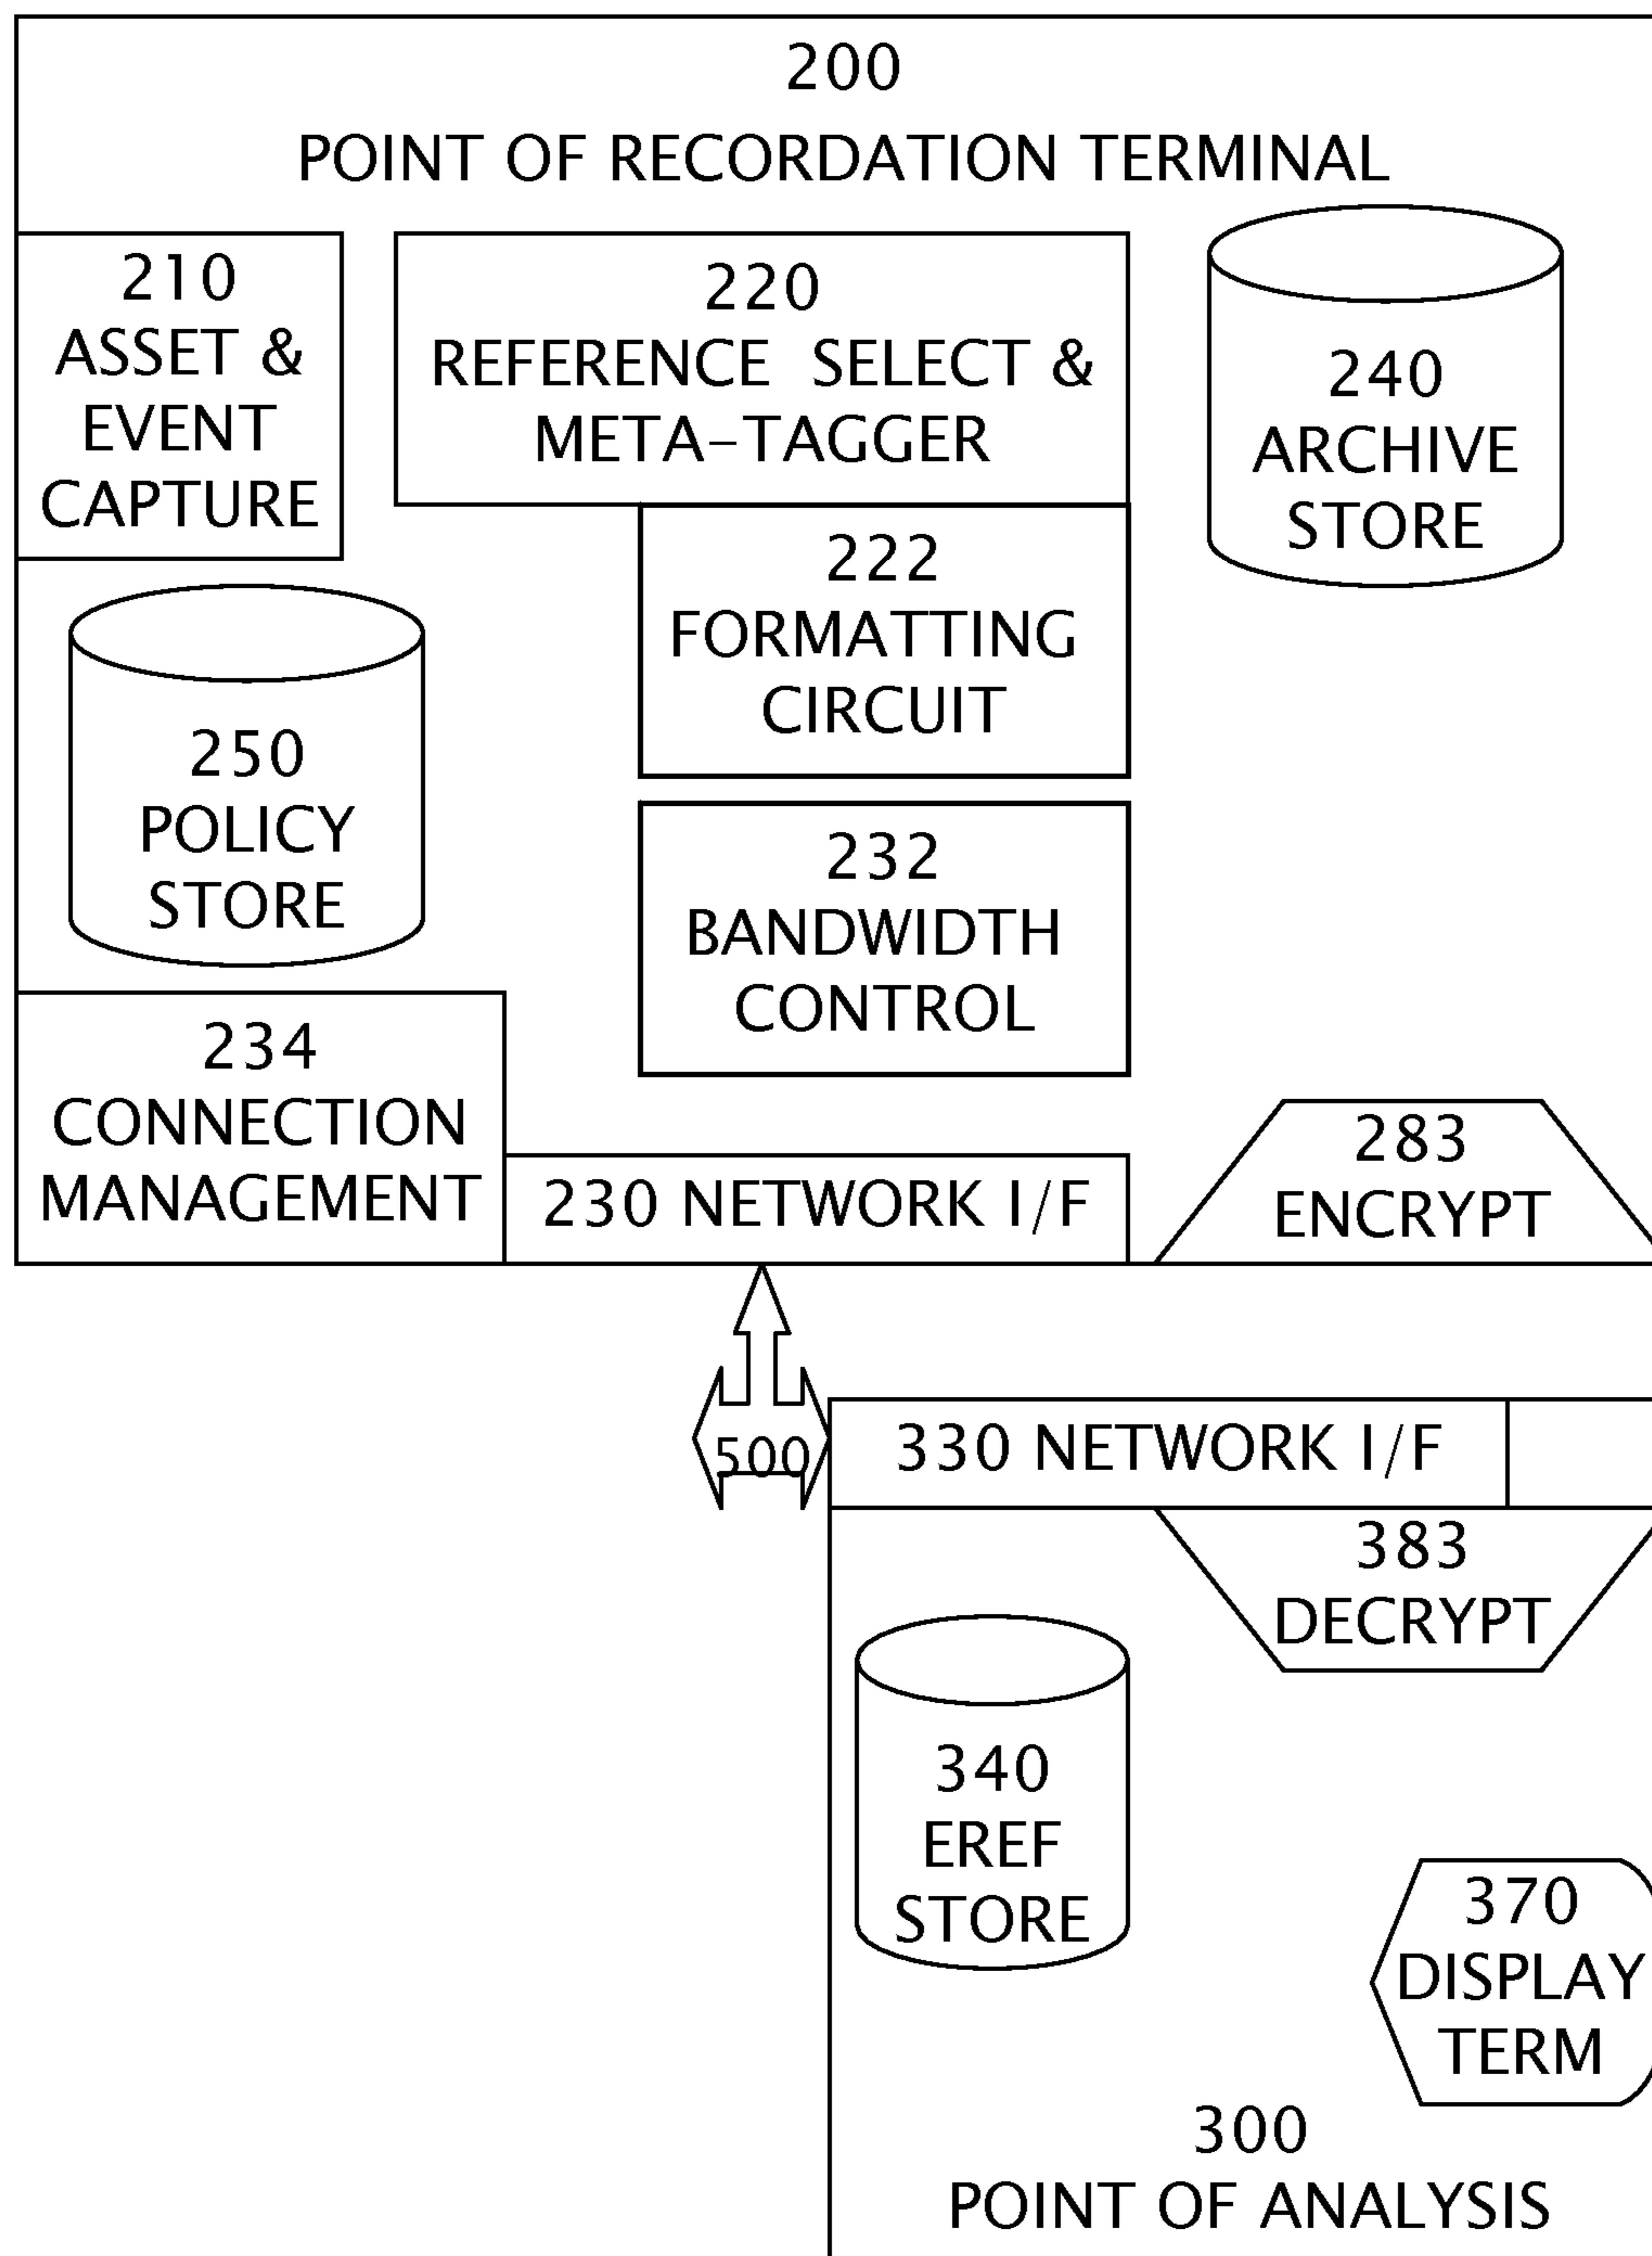 200
POINT OF RECORDATION TERMINAL
210
ASSET &
EVENT
CAPTURE
220
REFERENCE SELECT &
META-TAGGER
240
ARCHIVE
STORE
222
FORMATTING
CIRCUIT
250
POLICY
STORE
232
BANDWIDTH
CONTROL
234
CONNECTION
MANAGEMENT
230 NETWORK I/F
283
ENCRYPT
500
330 NETWORK I/F
383
DECRYPT
340
EREF
STORE
370
DISPLAY
TERM
300
POINT OF ANALYSIS